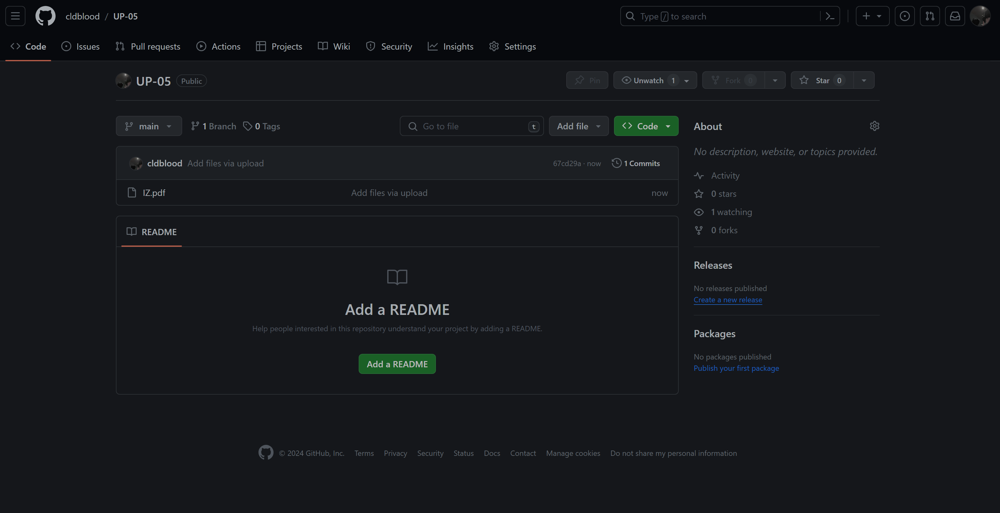 cldblood / UP-05
Type / to search
Code Issues Pull requests Actions Projects Wiki Security Insights Settings
UP-05 Public
Pin Unwatch 1 Fork 0 Star 0
main 1 Branch 0 Tags Go to file t Add file Code
cldblood Add files via upload 67cd29a · now 1 Commits
IZ.pdf Add files via upload now
README
Add a README
Help people interested in this repository understand your project by adding a README.
Add a README
About
No description, website, or topics provided.
Activity
0 stars
1 watching
0 forks
Releases
No releases published
Create a new release
Packages
No packages published
Publish your first package
© 2024 GitHub, Inc. Terms Privacy Security Status Docs Contact Manage cookies Do not share my personal information